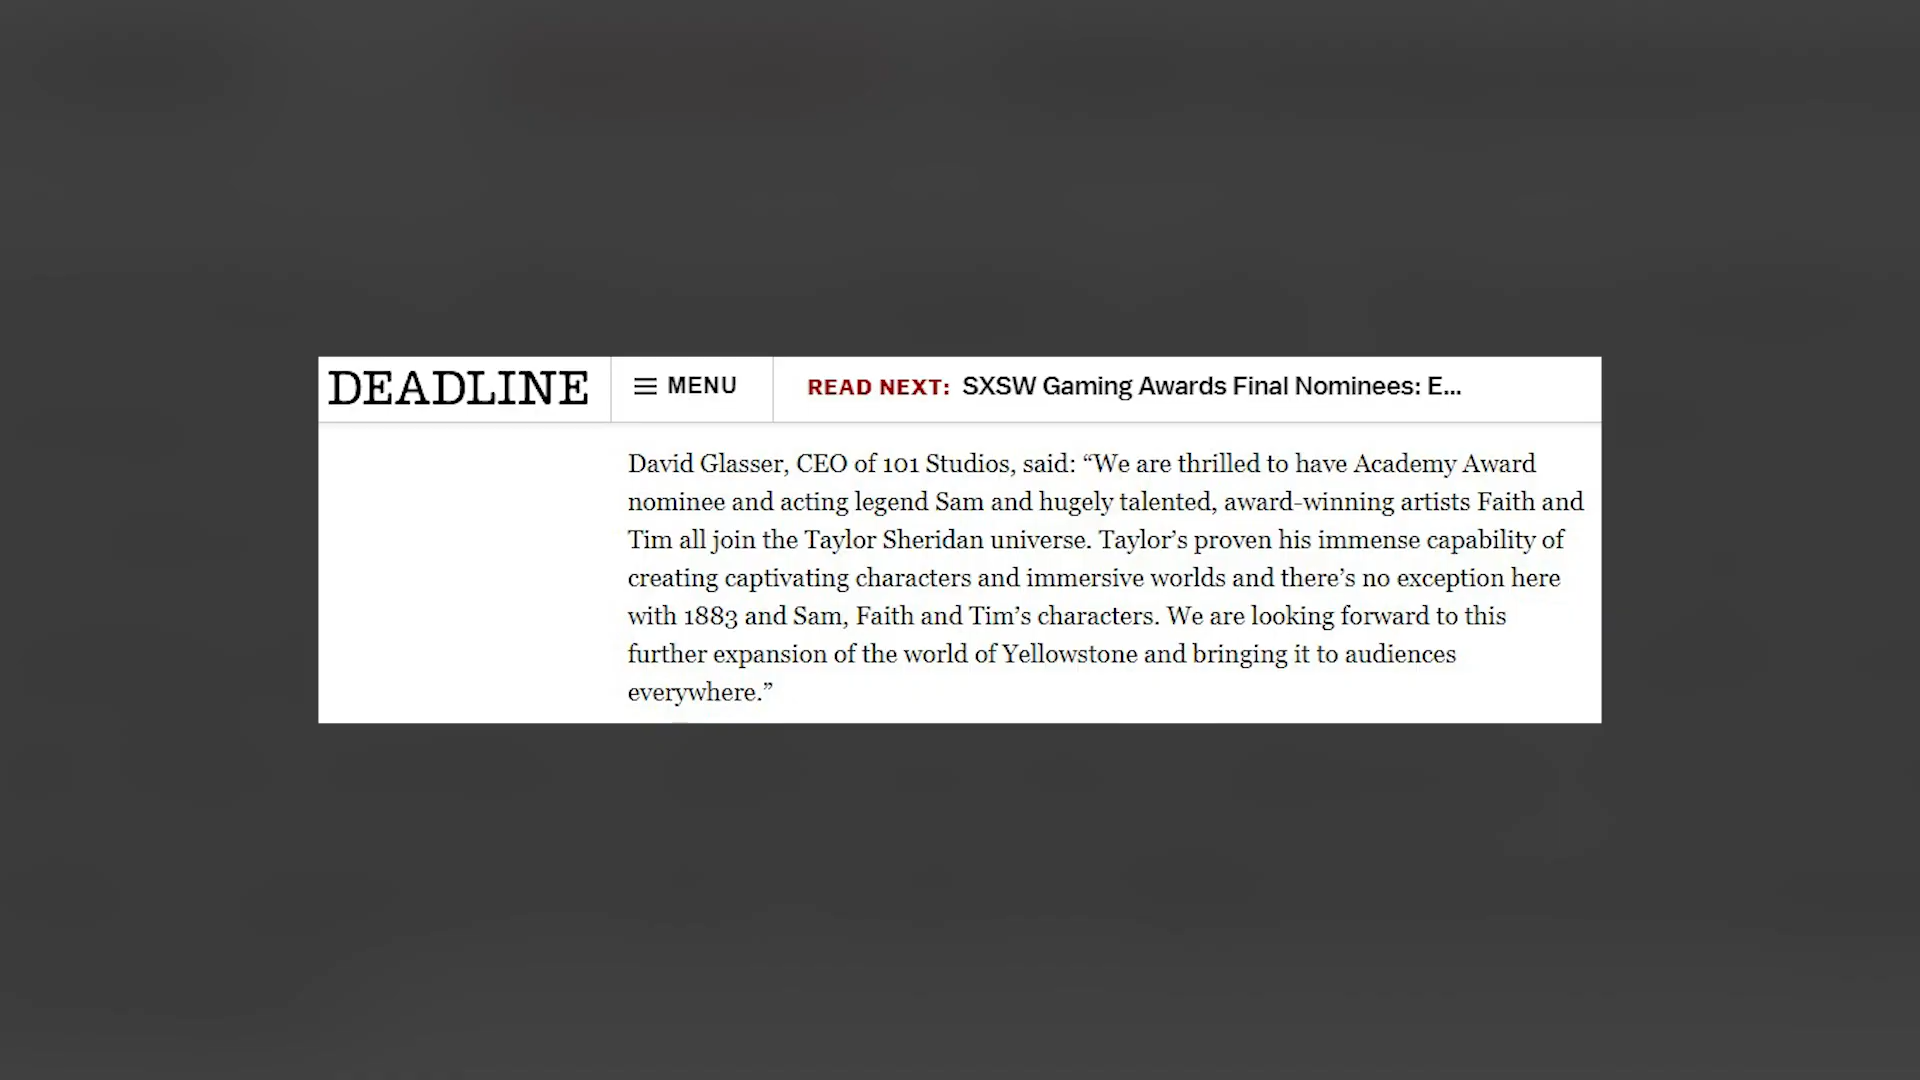 DEADLINE
MENU
READ NEXT: SXSW Gaming Awards Final Nominees: E...
David Glasser, CEO of 101 Studios, said: “We are thrilled to have Academy Award
nominee and acting legend Sam and hugely talented, award-winning artists Faith and
Tim all join the Taylor Sheridan universe. Taylor’s proven his immense capability of
creating captivating characters and immersive worlds and there’s no exception here
with 1883 and Sam, Faith and Tim’s characters. We are looking forward to this
further expansion of the world of Yellowstone and bringing it to audiences
everywhere.”